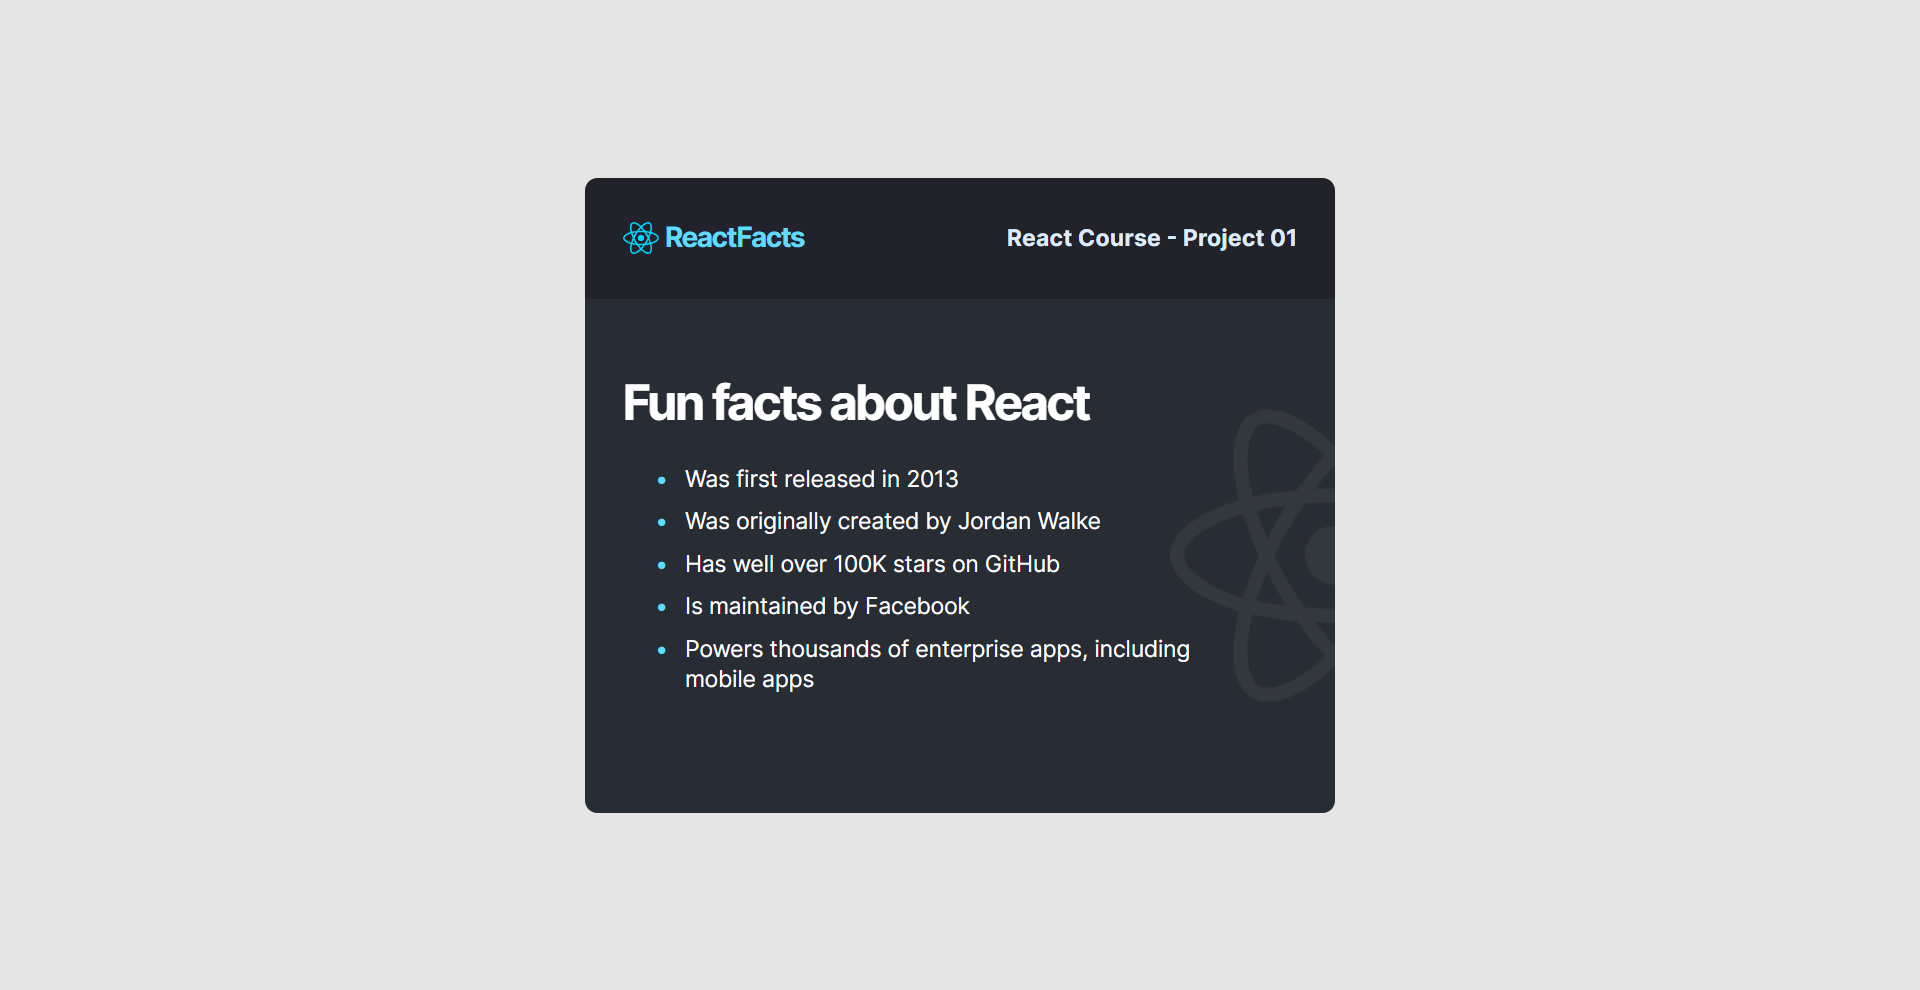 ReactFacts
React Course - Project 01
Fun facts about React
Was first released in 2013
Was originally created by Jordan Walke
Has well over 100K stars on GitHub
Is maintained by Facebook
Powers thousands of enterprise apps, including
mobile apps